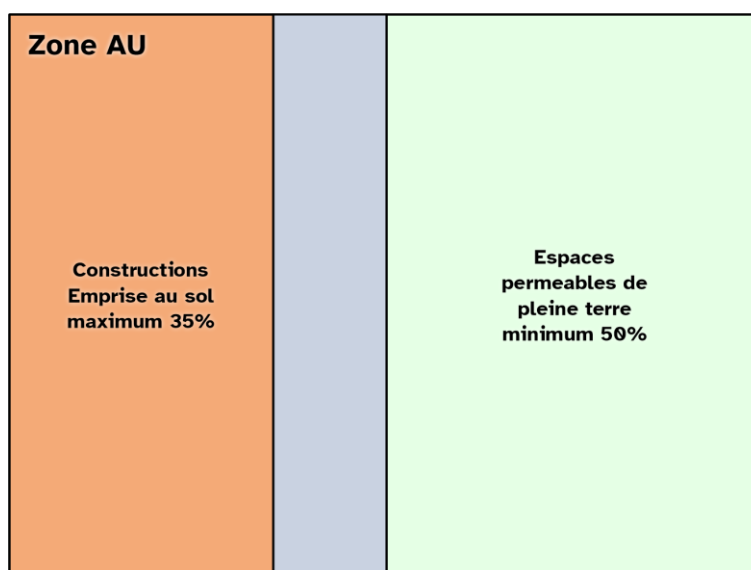 Zone AU
Constructions
Emprise au sol
maximum 35%
Espaces
permeables de
pleine terre
minimum 50%